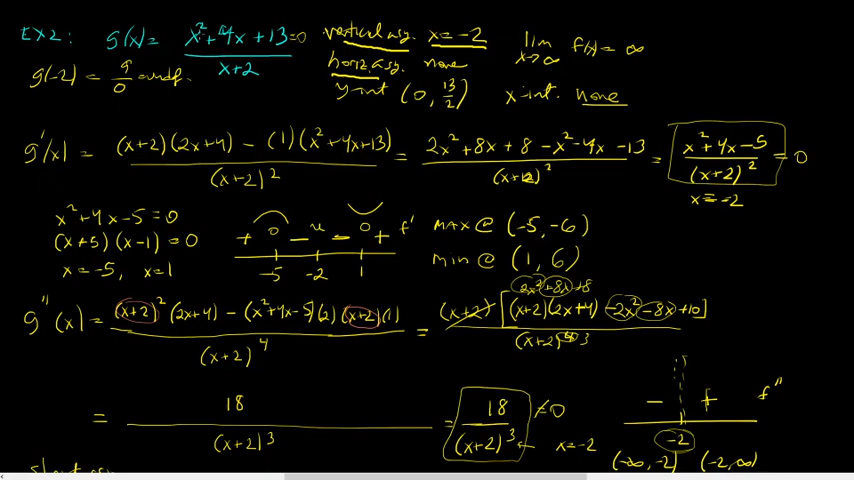 EX2: g(x) = (x² + 4x + 13)/(x+2) = 0 vertical asy. x = -2 lim x→∞ f(x) = ∞
g(-2) = 9/0 undf. horiz. asy. none
y-int (0, 13/2) x-int. none
g'(x) = ((x+2)(2x+4) - (1)(x²+4x+13))/(x+2)² = (2x² + 8x + 8 - x² - 4x - 13)/(x+2)² = (x² + 4x - 5)/(x+2)² = 0
x = -2
x² + 4x - 5 = 0 + 0 - u - 0 + f' MAX @ (-5, -6)
(x+5)(x-1) = 0 -5 -2 1 MIN @ (1, 6)
x = -5, x = 1
2x² + 8x + 8
g''(x) = ((x+2)²(2x+4) - (x²+4x-5)(2)(x+2)(1))/(x+2)⁴ = (x+2)[(x+2)(2x+4) - 2x² - 8x + 10]/(x+2)³
= 18/(x+2)³ = 18/(x+2)³ ≠ 0 x = -2
- + f''
-2
(-∞, -2) (-2, ∞)